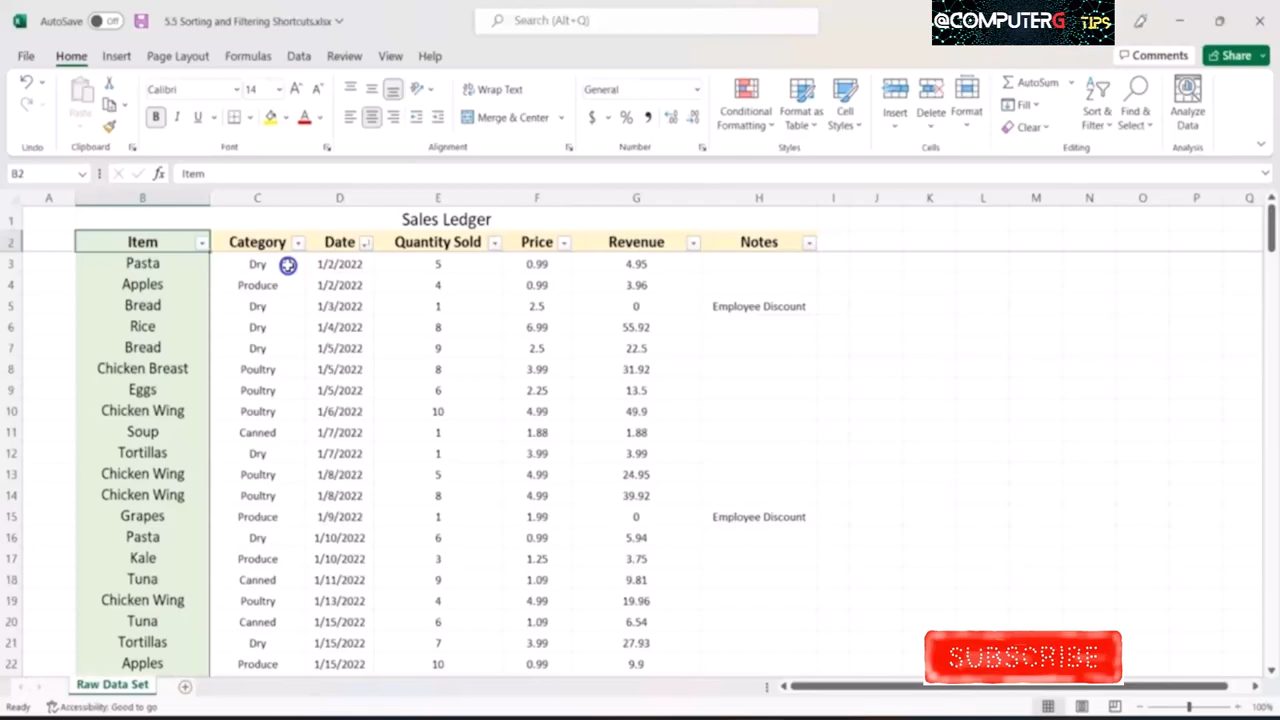 AutoSave Off 5.5 Sorting and Filtering Shortcuts.xlsx Search (Alt+Q) @COMPUTERG TIPS
File Home Insert Page Layout Formulas Data Review View Help Comments Share
Paste Calibri 14 A A B I U A Wrap Text Merge & Center General $ % , Conditional Formatting Format as Table Cell Styles Insert Delete Format AutoSum Fill Clear Sort & Filter Find & Select Analyze Data
Undo Clipboard Font Alignment Number Styles Cells Editing Analysis
B2 fx Item
A B C D E F G H I J K L M N O P Q
1 Sales Ledger
2 Item Category Date Quantity Sold Price Revenue Notes
3 Pasta Dry 1/2/2022 5 0.99 4.95
4 Apples Produce 1/2/2022 4 0.99 3.96
5 Bread Dry 1/3/2022 1 2.5 0 Employee Discount
6 Rice Dry 1/4/2022 8 6.99 55.92
7 Bread Dry 1/5/2022 9 2.5 22.5
8 Chicken Breast Poultry 1/5/2022 8 3.99 31.92
9 Eggs Poultry 1/5/2022 6 2.25 13.5
10 Chicken Wing Poultry 1/6/2022 10 4.99 49.9
11 Soup Canned 1/7/2022 1 1.88 1.88
12 Tortillas Dry 1/7/2022 1 3.99 3.99
13 Chicken Wing Poultry 1/8/2022 5 4.99 24.95
14 Chicken Wing Poultry 1/8/2022 8 4.99 39.92
15 Grapes Produce 1/9/2022 1 1.99 0 Employee Discount
16 Pasta Dry 1/10/2022 6 0.99 5.94
17 Kale Produce 1/10/2022 3 1.25 3.75
18 Tuna Canned 1/11/2022 9 1.09 9.81
19 Chicken Wing Poultry 1/13/2022 4 4.99 19.96
20 Tuna Canned 1/15/2022 6 1.09 6.54
21 Tortillas Dry 1/15/2022 7 3.99 27.93
22 Apples Produce 1/15/2022 10 0.99 9.9
SUBSCRIBE
Raw Data Set
Ready Accessibility: Good to go 100%